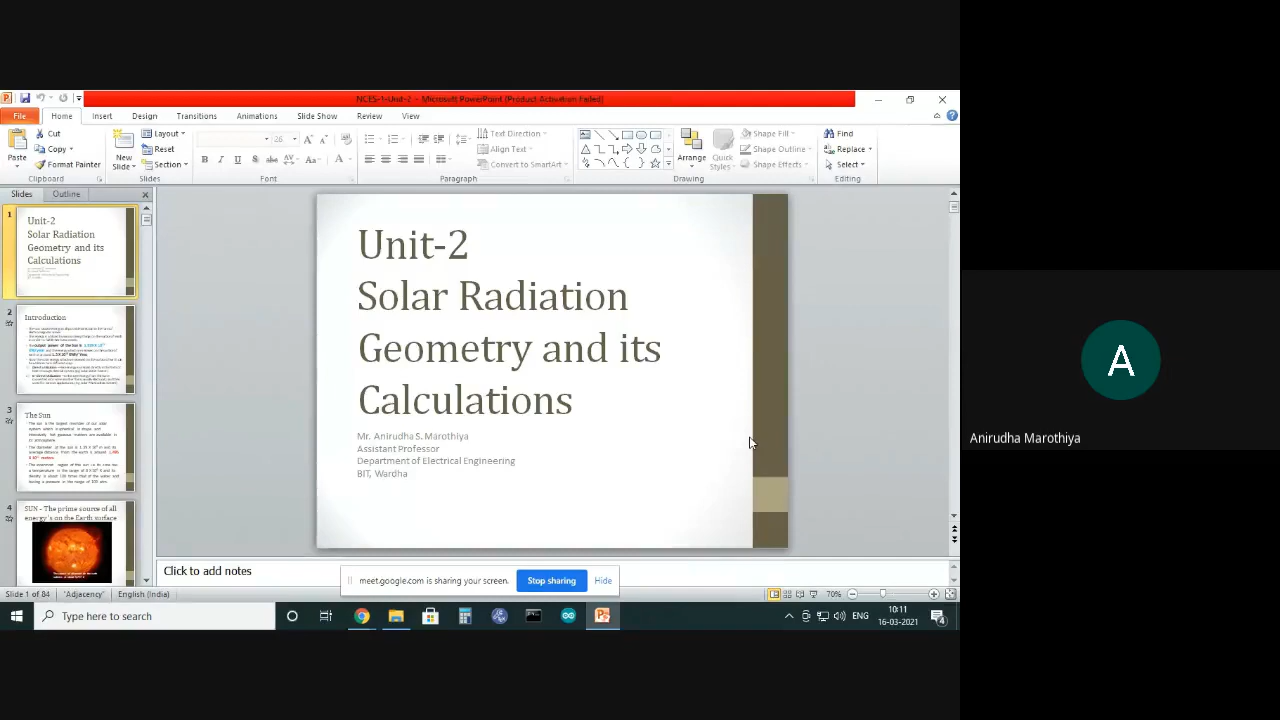 NCES-1-Unit-2 - Microsoft PowerPoint (Product Activation Failed)
File Home Insert Design Transitions Animations Slide Show Review View
Paste
Cut
Copy
Format Painter
Clipboard
New Slide
Layout
Reset
Section
Slides
26
Font
Text Direction
Align Text
Convert to SmartArt
Paragraph
Arrange
Quick Styles
Shape Fill
Shape Outline
Shape Effects
Drawing
Find
Replace
Select
Editing
Slides Outline
1
Unit-2
Solar Radiation
Geometry and its
Calculations
2
Introduction
3
The Sun
4
SUN - The prime source of all
energy's on the Earth surface
Unit-2
Solar Radiation
Geometry and its
Calculations
Mr. Anirudha S. Marothiya
Assistant Professor
Department of Electrical Engineering
BIT, Wardha
Click to add notes
meet.google.com is sharing your screen. Stop sharing Hide
Slide 1 of 84 "Adjacency" English (India) 70%
Type here to search
ENG
10:11
16-03-2021
4
A
Anirudha Marothiya